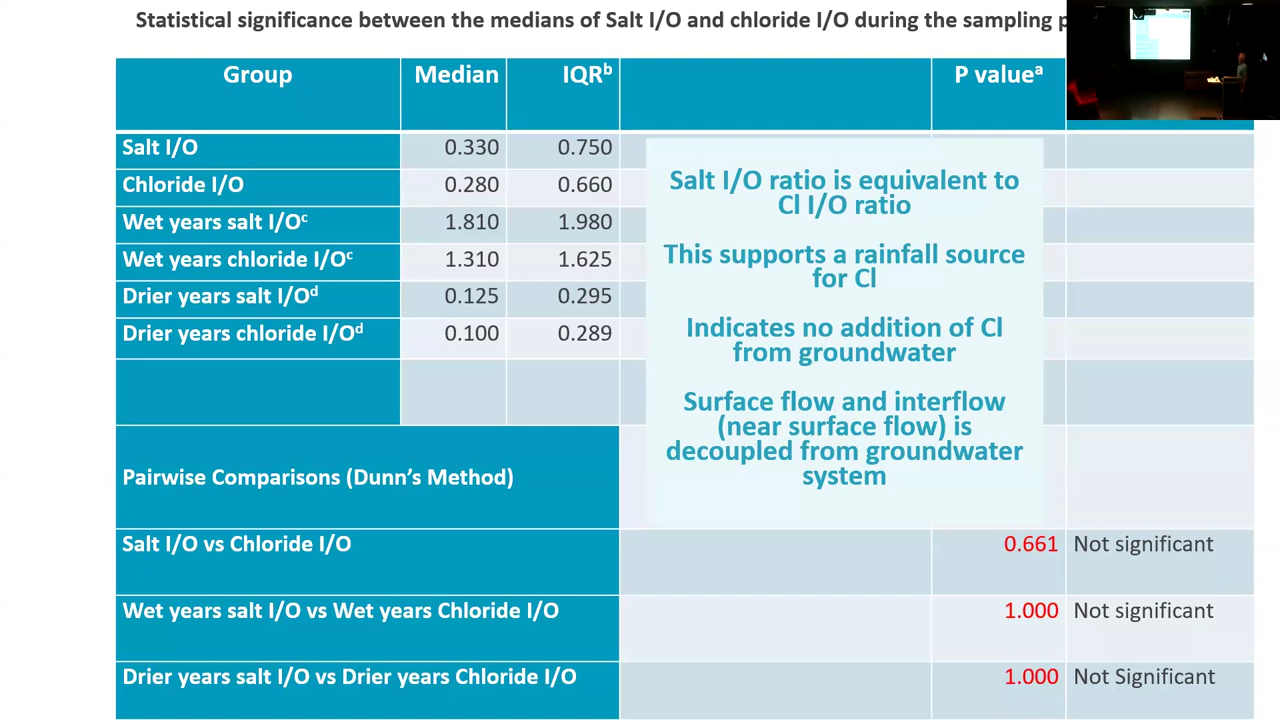 Statistical significance between the medians of Salt I/O and chloride I/O during the sampling
Group Median IQRᵇ P valueᵃ
Salt I/O 0.330 0.750
Chloride I/O 0.280 0.660
Wet years salt I/Oᶜ 1.810 1.980
Wet years chloride I/Oᶜ 1.310 1.625
Drier years salt I/Oᵈ 0.125 0.295
Drier years chloride I/Oᵈ 0.100 0.289
Salt I/O ratio is equivalent to
Cl I/O ratio
This supports a rainfall source
for Cl
Indicates no addition of Cl
from groundwater
Surface flow and interflow
(near surface flow) is
decoupled from groundwater
system
Pairwise Comparisons (Dunn’s Method)
Salt I/O vs Chloride I/O 0.661 Not significant
Wet years salt I/O vs Wet years Chloride I/O 1.000 Not significant
Drier years salt I/O vs Drier years Chloride I/O 1.000 Not Significant